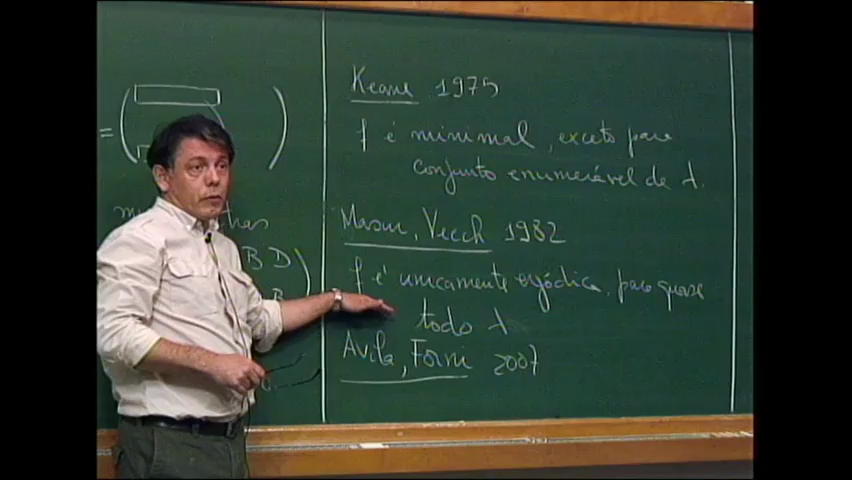 =
Keane 1975
f é minimal, exceto para
conjunto enumerável de λ.
Masur, Veech 1982
f é unicamente ergódica, para quase
todo λ
Avila, Forni 2007
B D
B